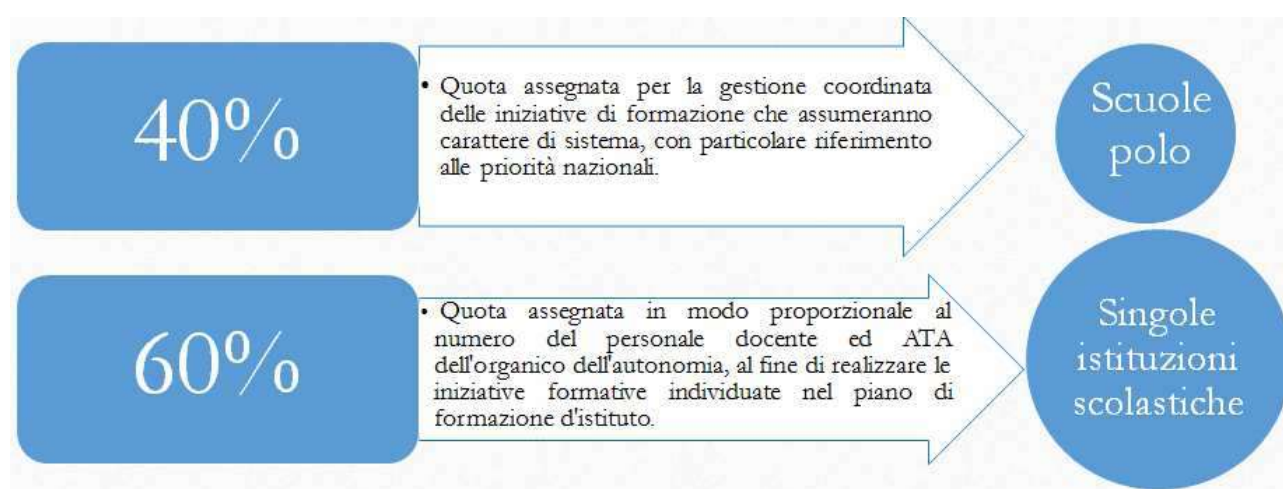 40%
• Quota assegnata per la gestione coordinata
delle iniziative di formazione che assumeranno
carattere di sistema, con particolare riferimento
alle priorità nazionali.
Scuole
polo
60%
• Quota assegnata in modo proporzionale al
numero del personale docente ed ATA
dell'organico dell'autonomia, al fine di realizzare le
iniziative formative individuate nel piano di
formazione d'istituto.
Singole
istituzioni
scolastiche